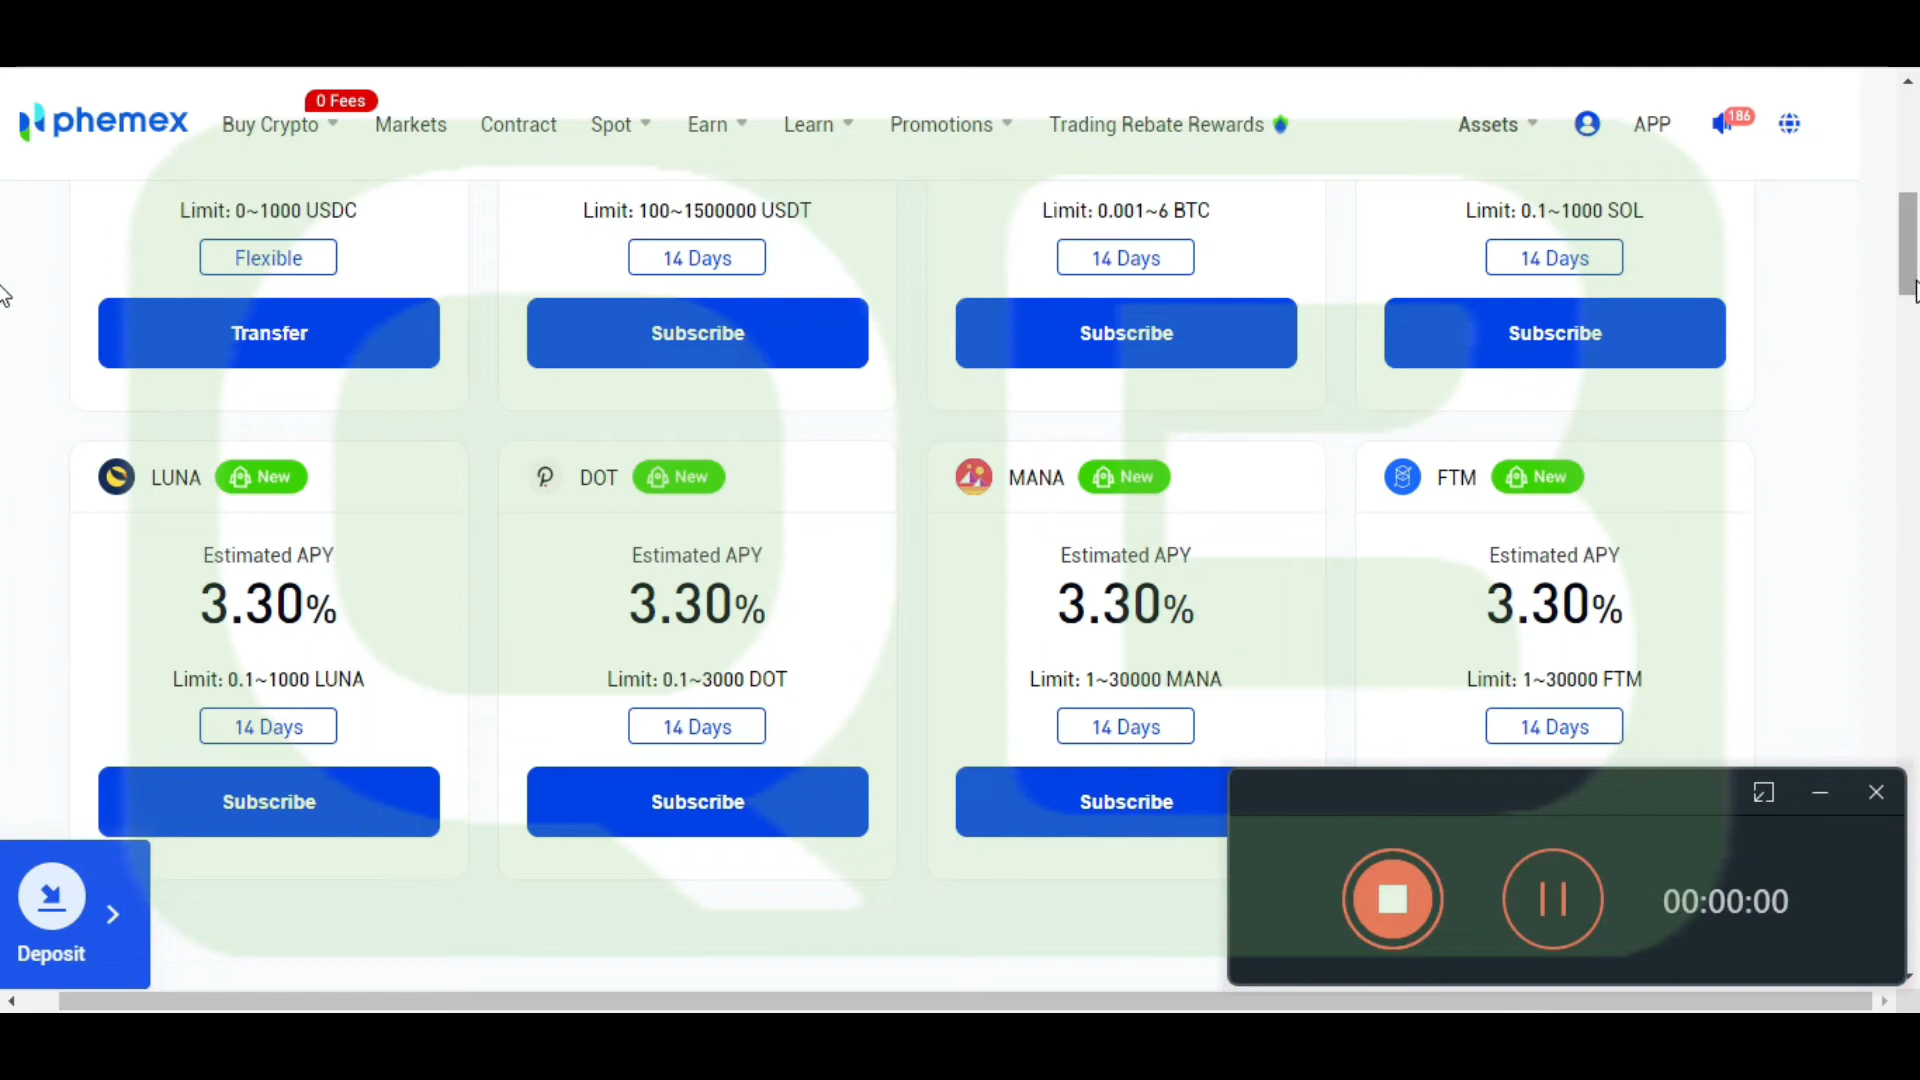 0 Fees
phemex Buy Crypto Markets Contract Spot Earn Learn Promotions Trading Rebate Rewards Assets APP 186
Limit: 0~1000 USDC Limit: 100~1500000 USDT Limit: 0.001~6 BTC Limit: 0.1~1000 SOL
Flexible 14 Days 14 Days 14 Days
Transfer Subscribe Subscribe Subscribe
LUNA New DOT New MANA New FTM New
Estimated APY Estimated APY Estimated APY Estimated APY
3.30% 3.30% 3.30% 3.30%
Limit: 0.1~1000 LUNA Limit: 0.1~3000 DOT Limit: 1~30000 MANA Limit: 1~30000 FTM
14 Days 14 Days 14 Days 14 Days
Subscribe Subscribe Subscribe
00:00:00
Deposit